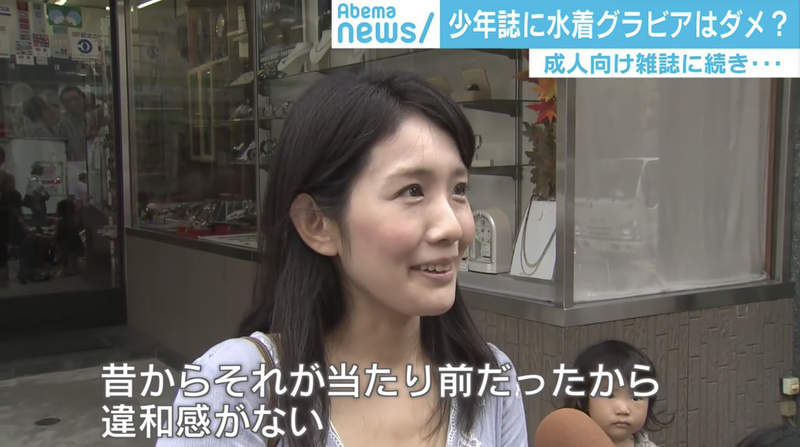 Abema
news/
少年誌に水着グラビアはダメ？
成人向け雑誌に続き･･･
昔からそれが当たり前だったから
違和感がない